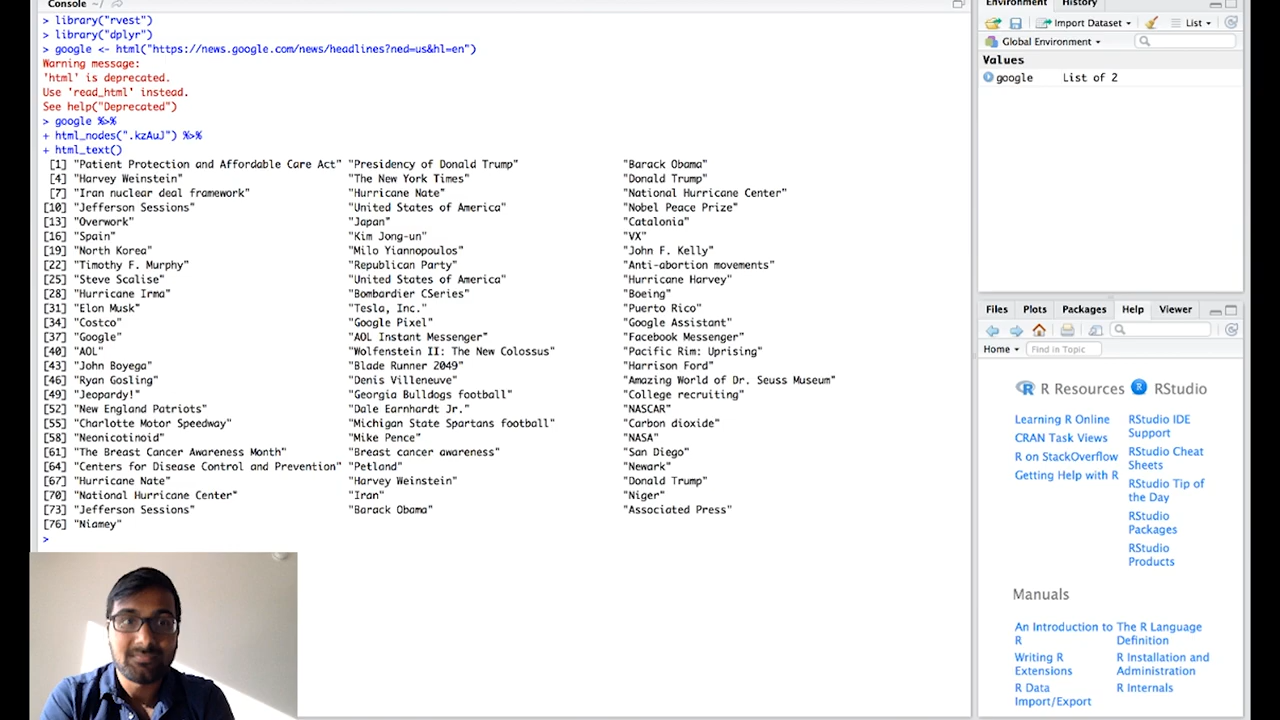 Console ~/
> library("rvest")
> library("dplyr")
> google <- html("https://news.google.com/news/headlines?ned=us&hl=en")
Warning message:
'html' is deprecated.
Use 'read_html' instead.
See help("Deprecated")
> google %>%
+ html_nodes(".kzAuJ") %>%
+ html_text()
[1] "Patient Protection and Affordable Care Act" "Presidency of Donald Trump" "Barack Obama"
[4] "Harvey Weinstein" "The New York Times" "Donald Trump"
[7] "Iran nuclear deal framework" "Hurricane Nate" "National Hurricane Center"
[10] "Jefferson Sessions" "United States of America" "Nobel Peace Prize"
[13] "Overwork" "Japan" "Catalonia"
[16] "Spain" "Kim Jong-un" "VX"
[19] "North Korea" "Milo Yiannopoulos" "John F. Kelly"
[22] "Timothy F. Murphy" "Republican Party" "Anti-abortion movements"
[25] "Steve Scalise" "United States of America" "Hurricane Harvey"
[28] "Hurricane Irma" "Bombardier CSeries" "Boeing"
[31] "Elon Musk" "Tesla, Inc." "Puerto Rico"
[34] "Costco" "Google Pixel" "Google Assistant"
[37] "Google" "AOL Instant Messenger" "Facebook Messenger"
[40] "AOL" "Wolfenstein II: The New Colossus" "Pacific Rim: Uprising"
[43] "John Boyega" "Blade Runner 2049" "Harrison Ford"
[46] "Ryan Gosling" "Denis Villeneuve" "Amazing World of Dr. Seuss Museum"
[49] "Jeopardy!" "Georgia Bulldogs football" "College recruiting"
[52] "New England Patriots" "Dale Earnhardt Jr." "NASCAR"
[55] "Charlotte Motor Speedway" "Michigan State Spartans football" "Carbon dioxide"
[58] "Neonicotinoid" "Mike Pence" "NASA"
[61] "The Breast Cancer Awareness Month" "Breast cancer awareness" "San Diego"
[64] "Centers for Disease Control and Prevention" "Petland" "Newark"
[67] "Hurricane Nate" "Harvey Weinstein" "Donald Trump"
[70] "National Hurricane Center" "Iran" "Niger"
[73] "Jefferson Sessions" "Barack Obama" "Associated Press"
[76] "Niamey"
>
Environment History
Import Dataset List
Global Environment
Values
google List of 2
Files Plots Packages Help Viewer
Home Find in Topic
R Resources
Learning R Online
CRAN Task Views
R on StackOverflow
Getting Help with R
RStudio
RStudio IDE
Support
RStudio Cheat
Sheets
RStudio Tip of
the Day
RStudio
Packages
RStudio
Products
Manuals
An Introduction to
R
The R Language
Definition
Writing R
Extensions
R Installation and
Administration
R Data
Import/Export
R Internals